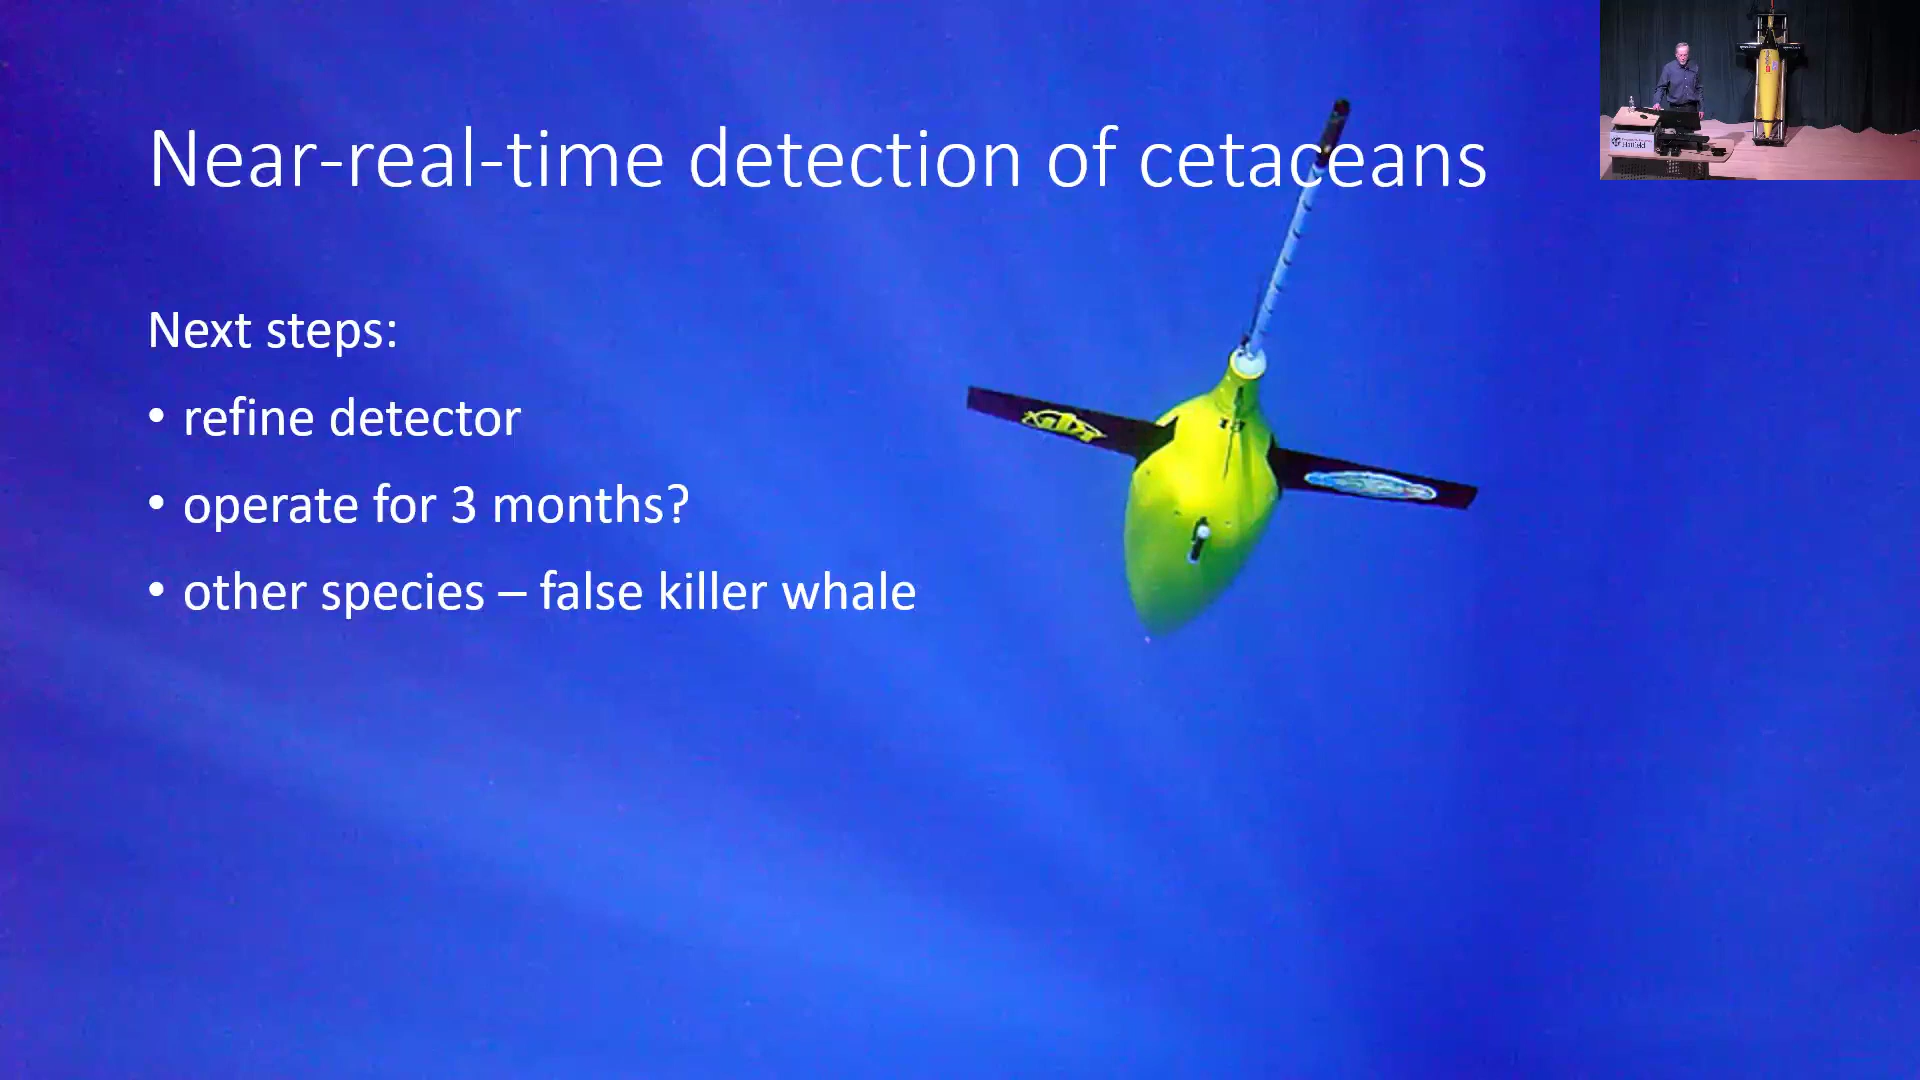 Near-real-time detection of cetaceans
Next steps:
• refine detector
• operate for 3 months?
• other species – false killer whale